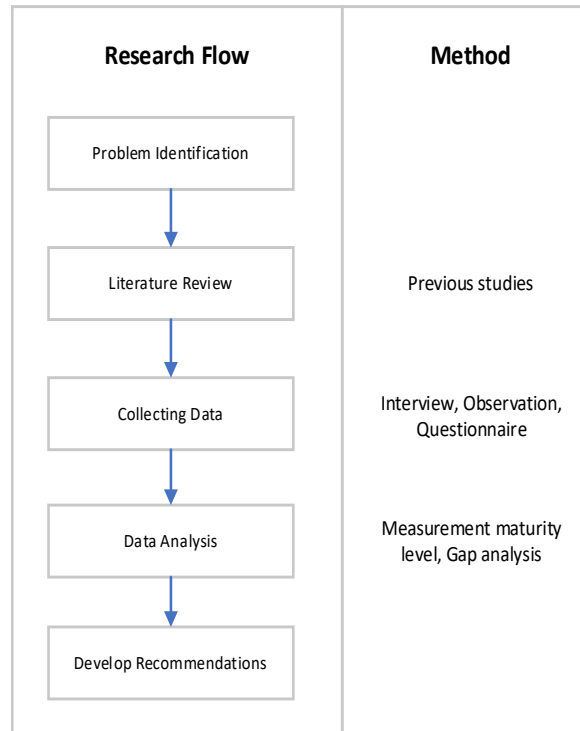 Research Flow
Method
Problem Identification
Literature Review
Previous studies
Collecting Data
Interview, Observation,
Questionnaire
Data Analysis
Measurement maturity
level, Gap analysis
Develop Recommendations